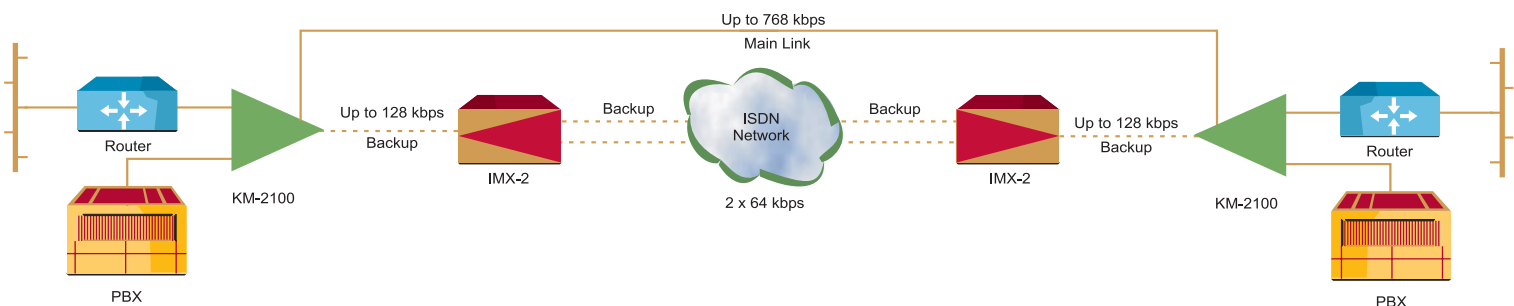 Up to 768 kbps
Main Link
Up to 128 kbps
Backup
Backup
ISDN
Network
Backup
Up to 128 kbps
Backup
Router
IMX-2
2 x 64 kbps
IMX-2
Router
KM-2100
KM-2100
PBX
PBX